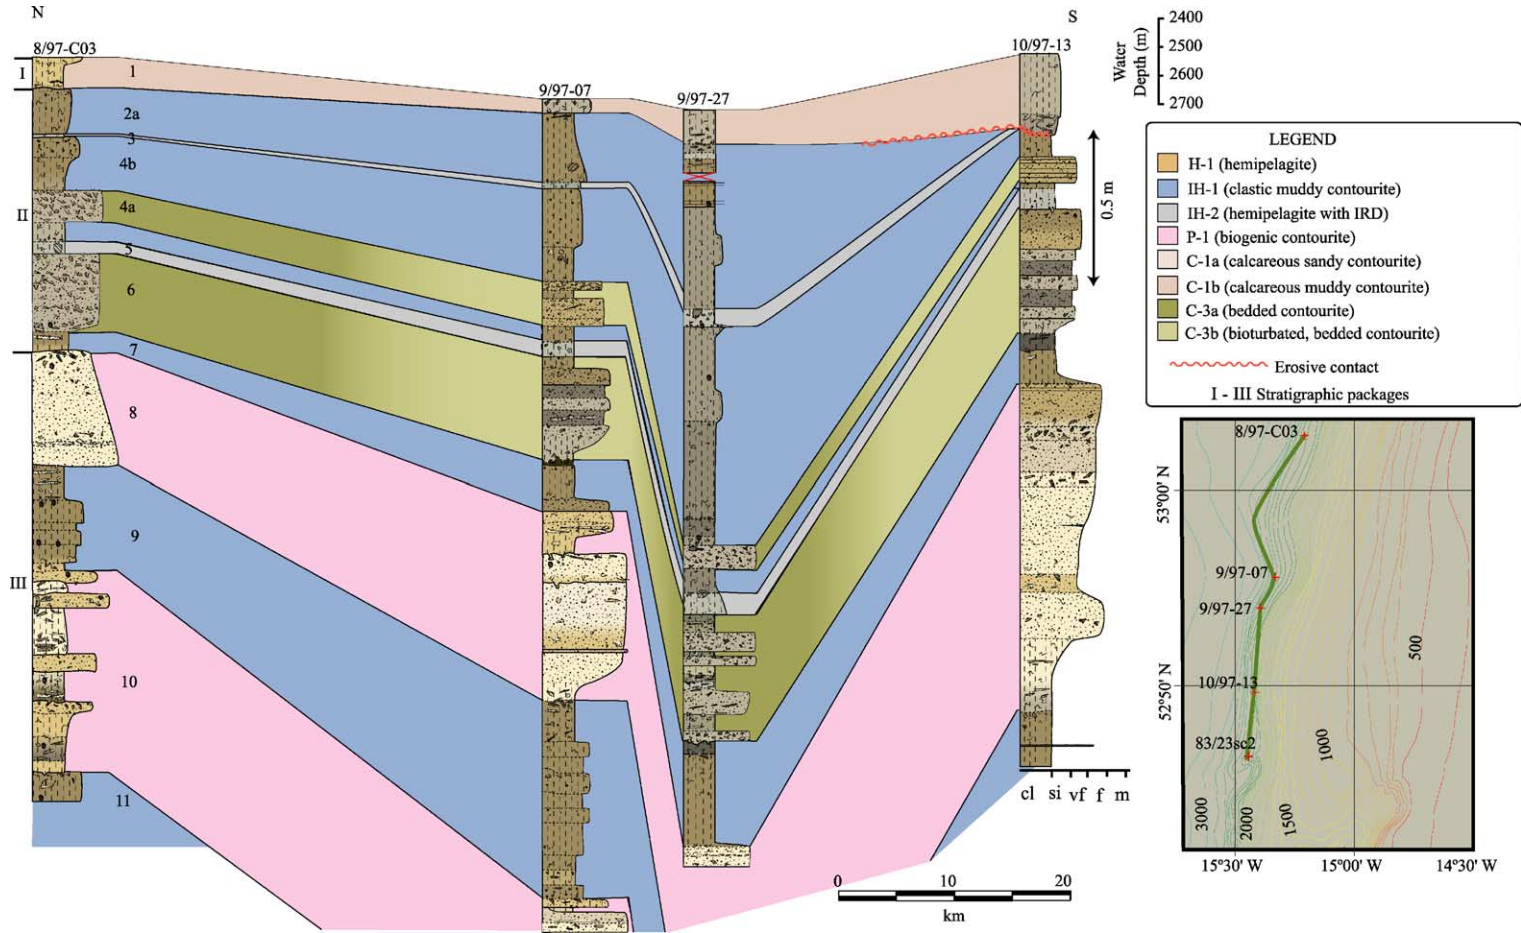 N
S
8/97-C03
9/97-07
9/97-27
10/97-13
I
II
III
1
2a
3
4b
4a
5
6
7
8
9
10
11
0.5 m
cl si vf f m
0 10 20
km
Water
Depth (m)
2400
2500
2600
2700
LEGEND
H-1 (hemipelagite)
IH-1 (clastic muddy contourite)
IH-2 (hemipelagite with IRD)
P-1 (biogenic contourite)
C-1a (calcareous sandy contourite)
C-1b (calcareous muddy contourite)
C-3a (bedded contourite)
C-3b (bioturbated, bedded contourite)
Erosive contact
I - III Stratigraphic packages
8/97-C03
9/97-07
9/97-27
10/97-13
83/23sc2
53°00' N
52°50' N
3000
2000
1500
1000
500
15°30' W
15°00' W
14°30' W